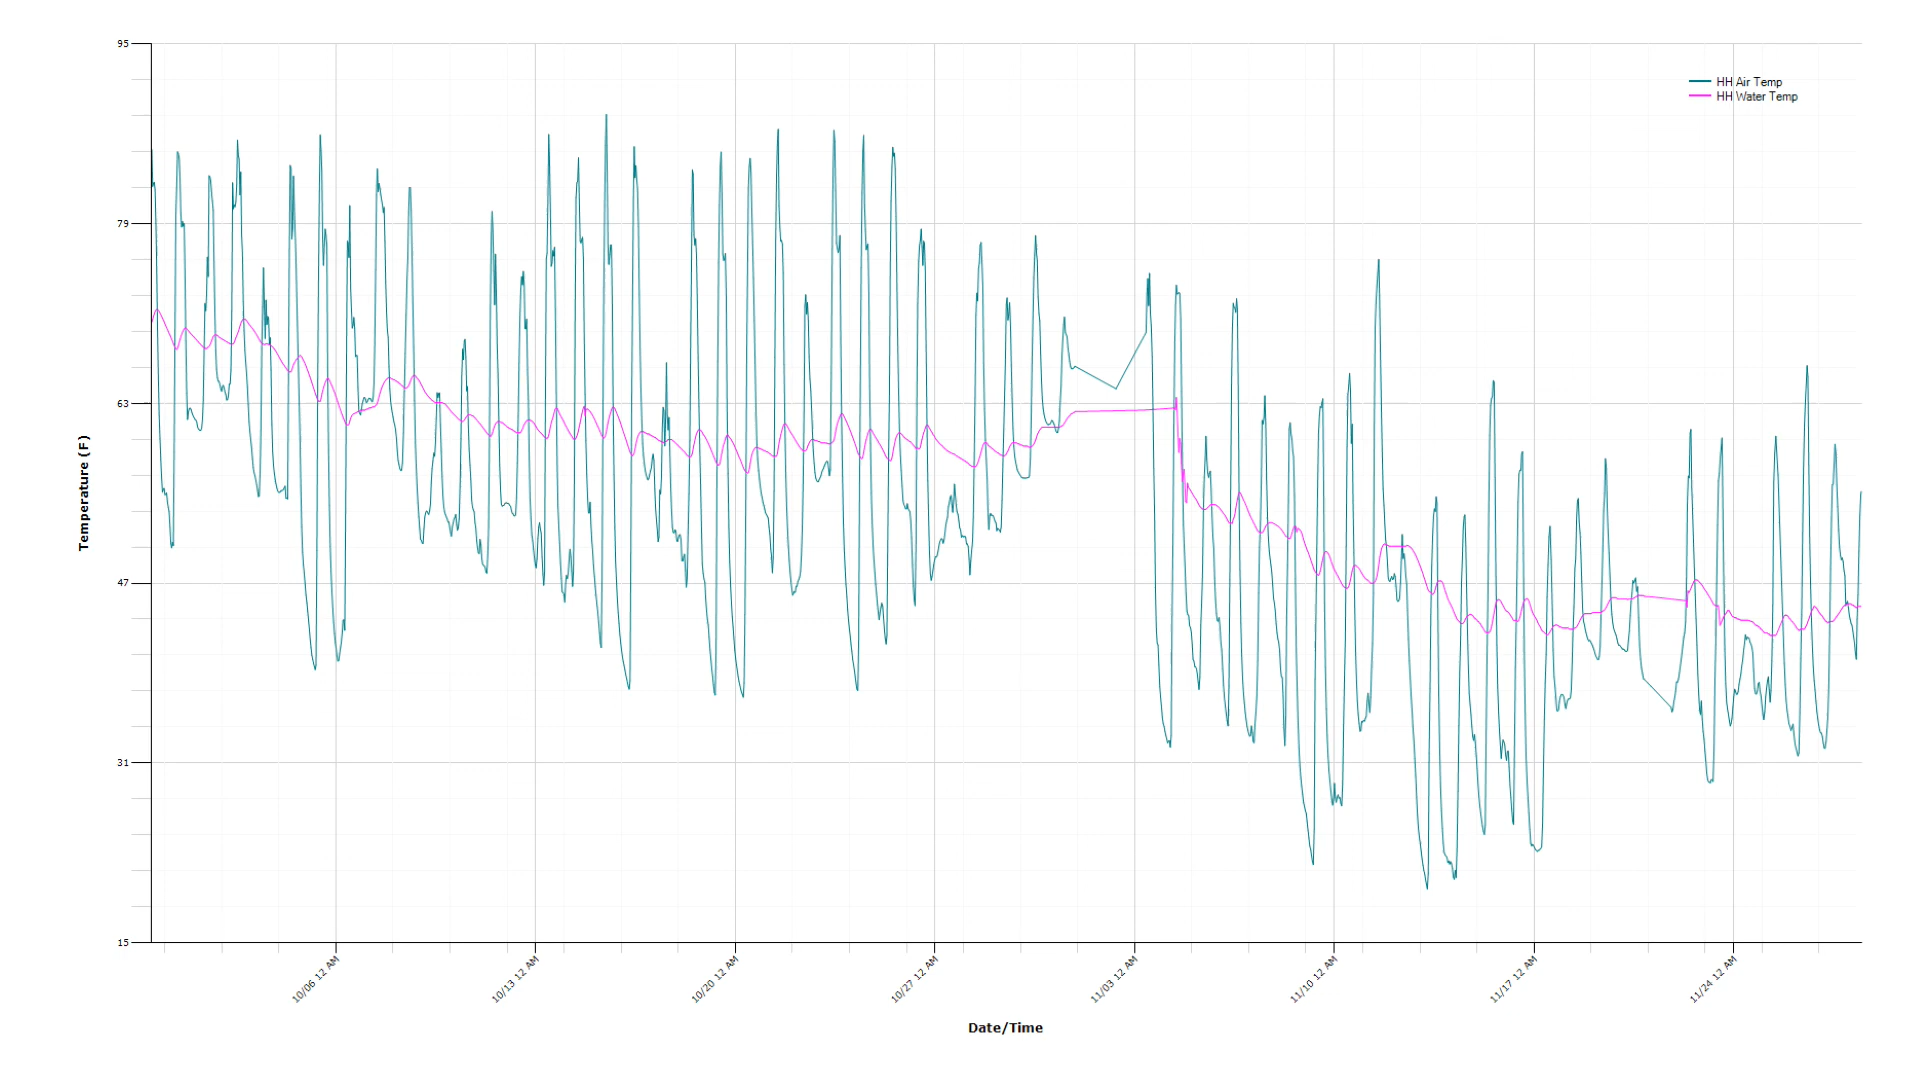 95
HH Air Temp
HH Water Temp
79
63
Temperature (F)
47
31
15
10/06 12 AM
10/13 12 AM
10/20 12 AM
10/27 12 AM
11/03 12 AM
11/10 12 AM
11/17 12 AM
11/24 12 AM
Date/Time